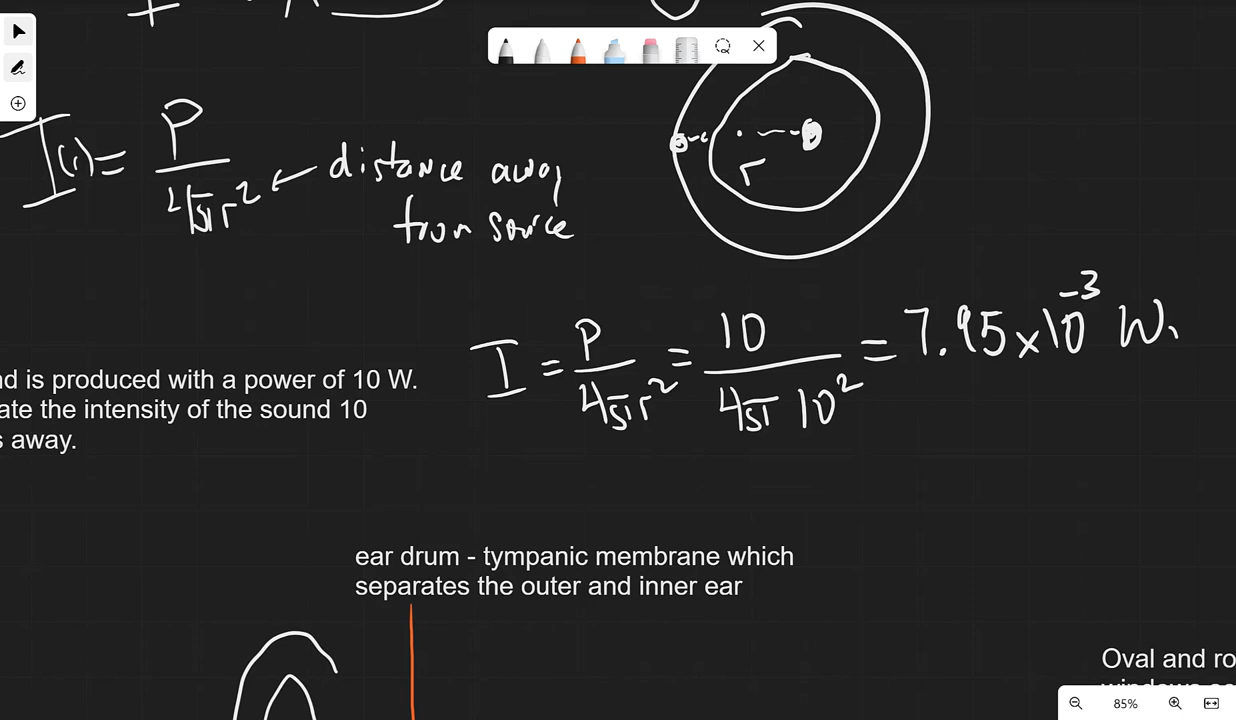 I(r) = P / 4πr² ← distance away
from source
r
I = P / 4πr² = 10 / 4π 10² = 7.95 × 10⁻³ W
nd is produced with a power of 10 W.
ate the intensity of the sound 10
s away.
ear drum - tympanic membrane which
separates the outer and inner ear
Oval and ro
85%